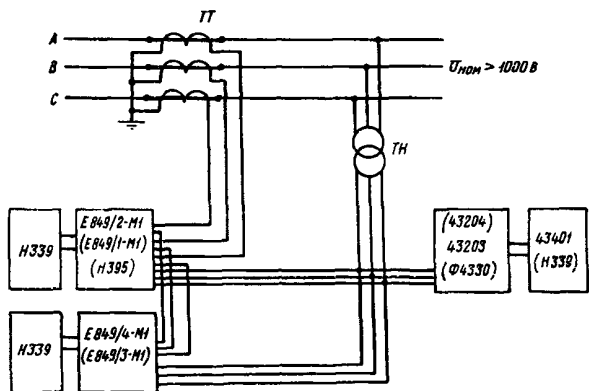 ТТ
A
B
C
Uном > 1000 В
ТН
Н339
Е849/2-М1
(Е849/1-М1)
(Н395)
(43204)
43203
(Ф4330)
43401
(Н339)
Н339
Е849/4-М1
(Е849/3-М1)